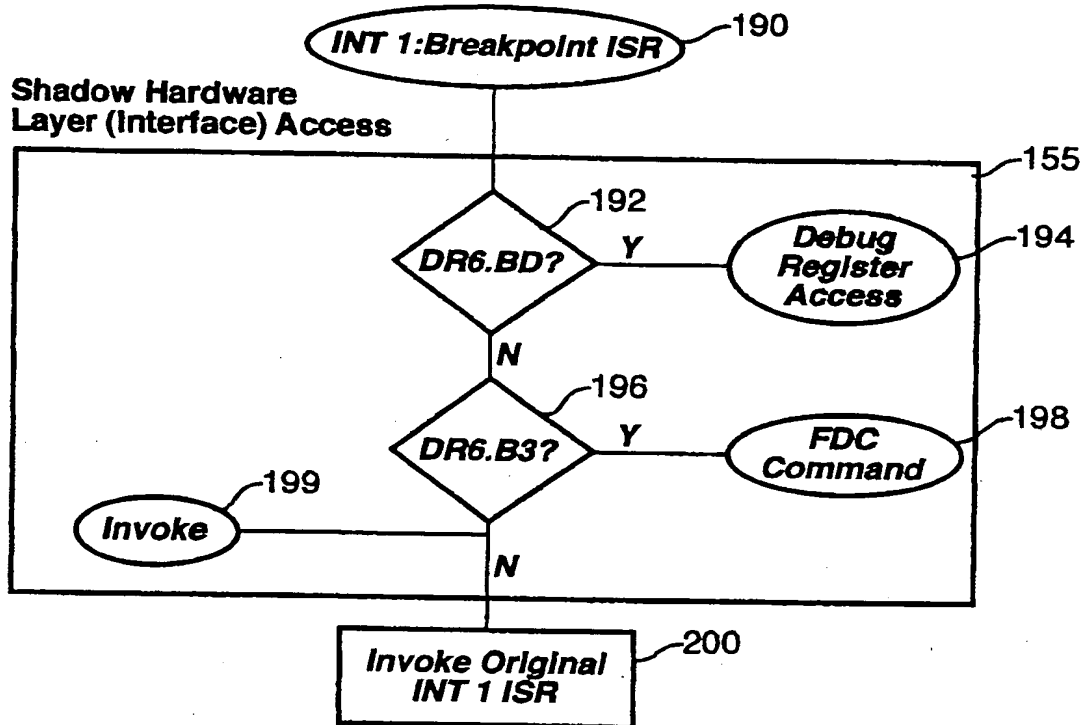 INT 1:Breakpoint ISR
190
Shadow Hardware
Layer (Interface) Access
155
192
DR6.BD?
Y
Debug
Register
Access
194
N
196
DR6.B3?
Y
FDC
Command
198
199
Invoke
N
200
Invoke Original
INT 1 ISR